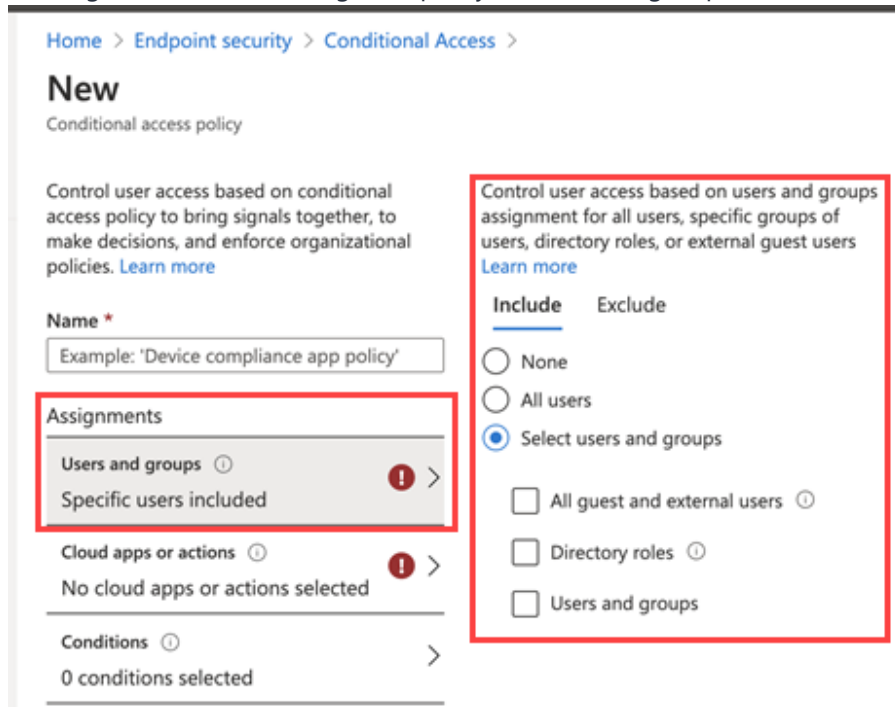 Home > Endpoint security > Conditional Access >
New
Conditional access policy
Control user access based on conditional
access policy to bring signals together, to
make decisions, and enforce organizational
policies. Learn more
Name *
Example: 'Device compliance app policy'
Assignments
Users and groups
Specific users included
Cloud apps or actions
No cloud apps or actions selected
Conditions
0 conditions selected
Control user access based on users and groups
assignment for all users, specific groups of
users, directory roles, or external guest users
Learn more
Include Exclude
None
All users
Select users and groups
All guest and external users
Directory roles
Users and groups